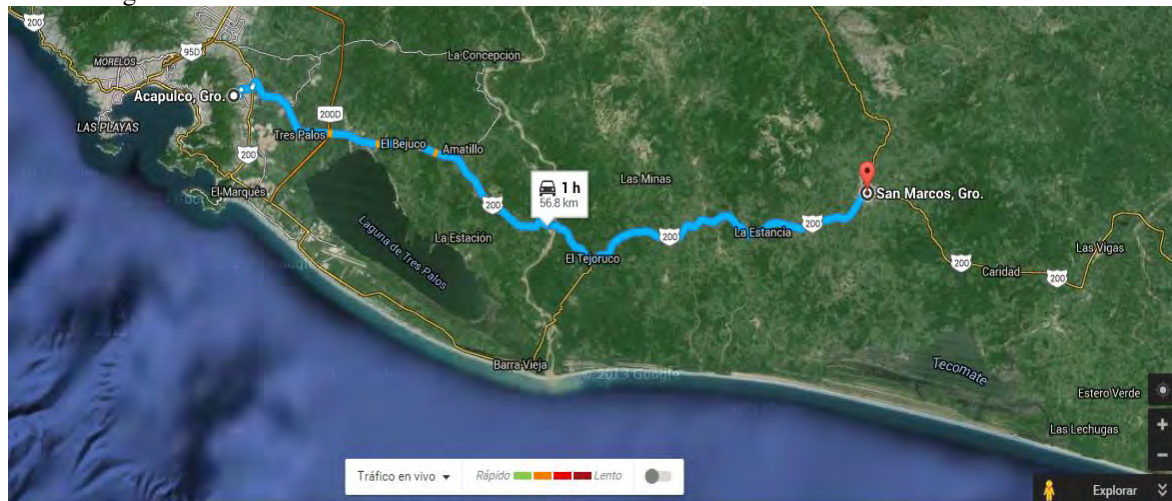 200
95D
MORELOS
La Concepción
Acapulco, Gro.
200D
LAS PLAYAS
Tres Palos
El Bejuco
Amatillo
200
El Marqués
1 h
56.8 km
Las Minas
San Marcos, Gro.
200
Laguna de Tres Palos
La Estación
200
La Estancia
200
El Tejoruco
Las Vigas
200
Caridad
200
Barra Vieja
© 2013 Google
Tecomate
Estero Verde
Las Lechugas
Tráfico en vivo
Rápido
Lento
Explorar